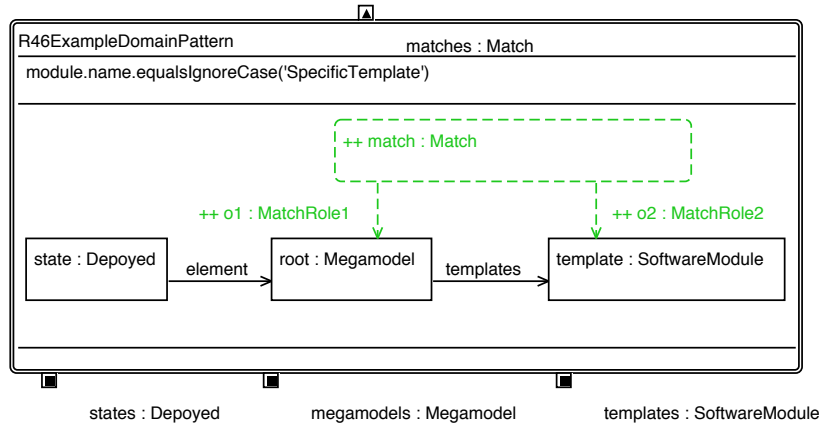 R46ExampleDomainPattern
matches : Match
module.name.equalsIgnoreCase('SpecificTemplate')
++ match : Match
++ o1 : MatchRole1
++ o2 : MatchRole2
state : Depoyed
element
root : Megamodel
templates
template : SoftwareModule
states : Depoyed
megamodels : Megamodel
templates : SoftwareModule